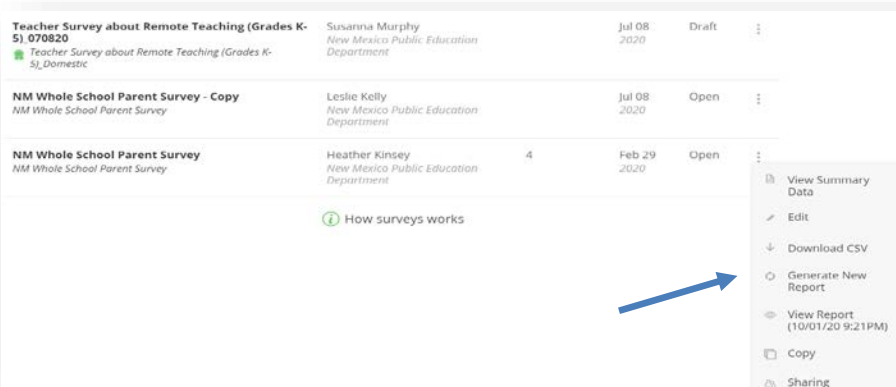 Teacher Survey about Remote Teaching (Grades K-
5)_070820
Teacher Survey about Remote Teaching (Grades K-
5)_Domestic
Susanna Murphy
New Mexico Public Education
Department
Jul 08
2020
Draft
NM Whole School Parent Survey - Copy
NM Whole School Parent Survey
Leslie Kelly
New Mexico Public Education
Department
Jul 08
2020
Open
NM Whole School Parent Survey
NM Whole School Parent Survey
Heather Kinsey
New Mexico Public Education
Department
4
Feb 29
2020
Open
How surveys works
View Summary
Data
Edit
Download CSV
Generate New
Report
View Report
(10/01/20 9:21PM)
Copy
Sharing